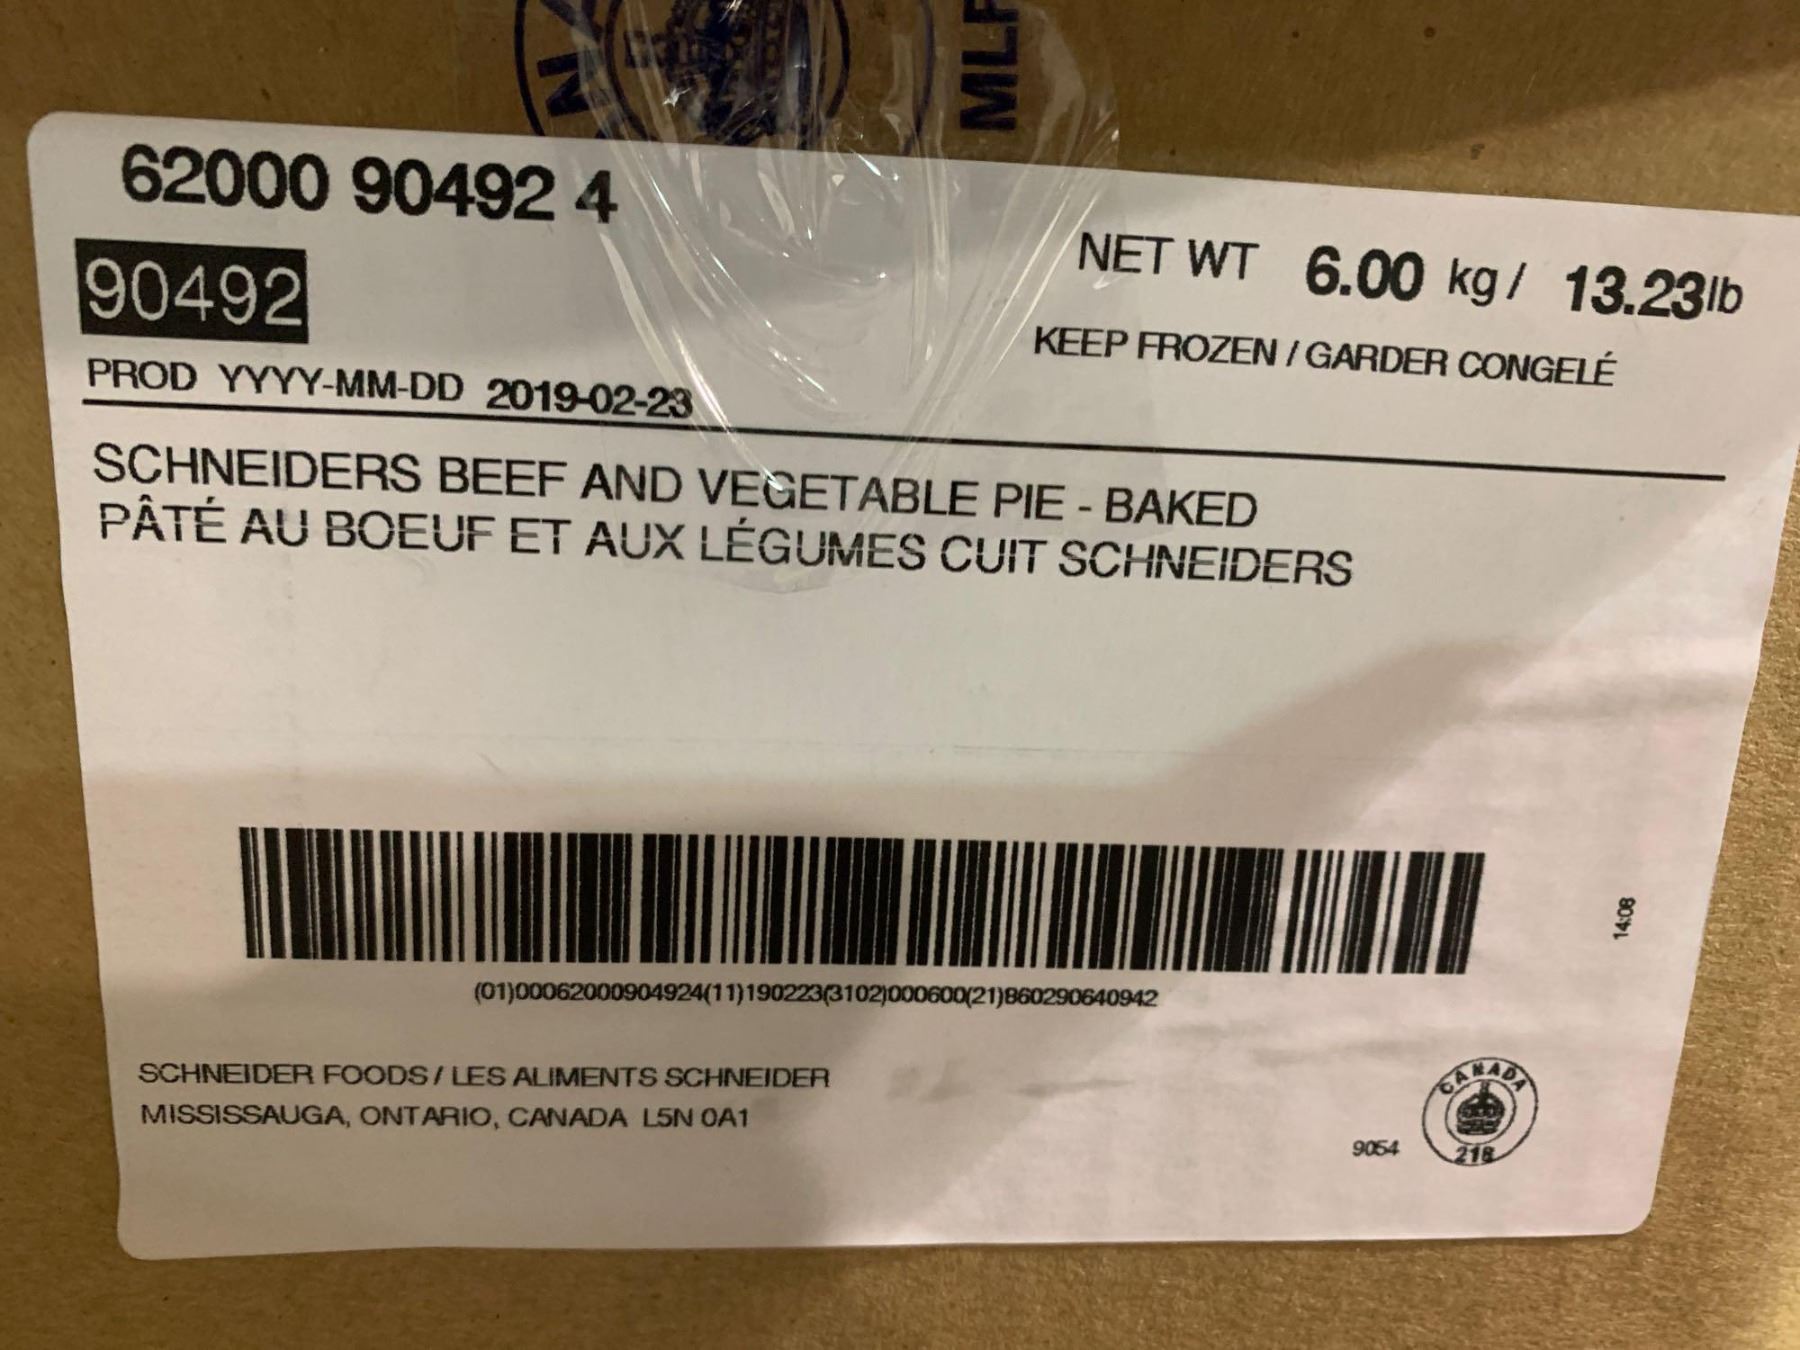 MLF
62000 90492 4
90492
NET WT 6.00 kg / 13.23lb
KEEP FROZEN / GARDER CONGELÉ
PROD YYYY-MM-DD 2019-02-23
SCHNEIDERS BEEF AND VEGETABLE PIE - BAKED
PÂTÉ AU BOEUF ET AUX LÉGUMES CUIT SCHNEIDERS
14:08
(01)00062000904924(11)190223(3102)000600(21)860290640942
SCHNEIDER FOODS / LES ALIMENTS SCHNEIDER
MISSISSAUGA, ONTARIO, CANADA L5N 0A1
9054
CANADA